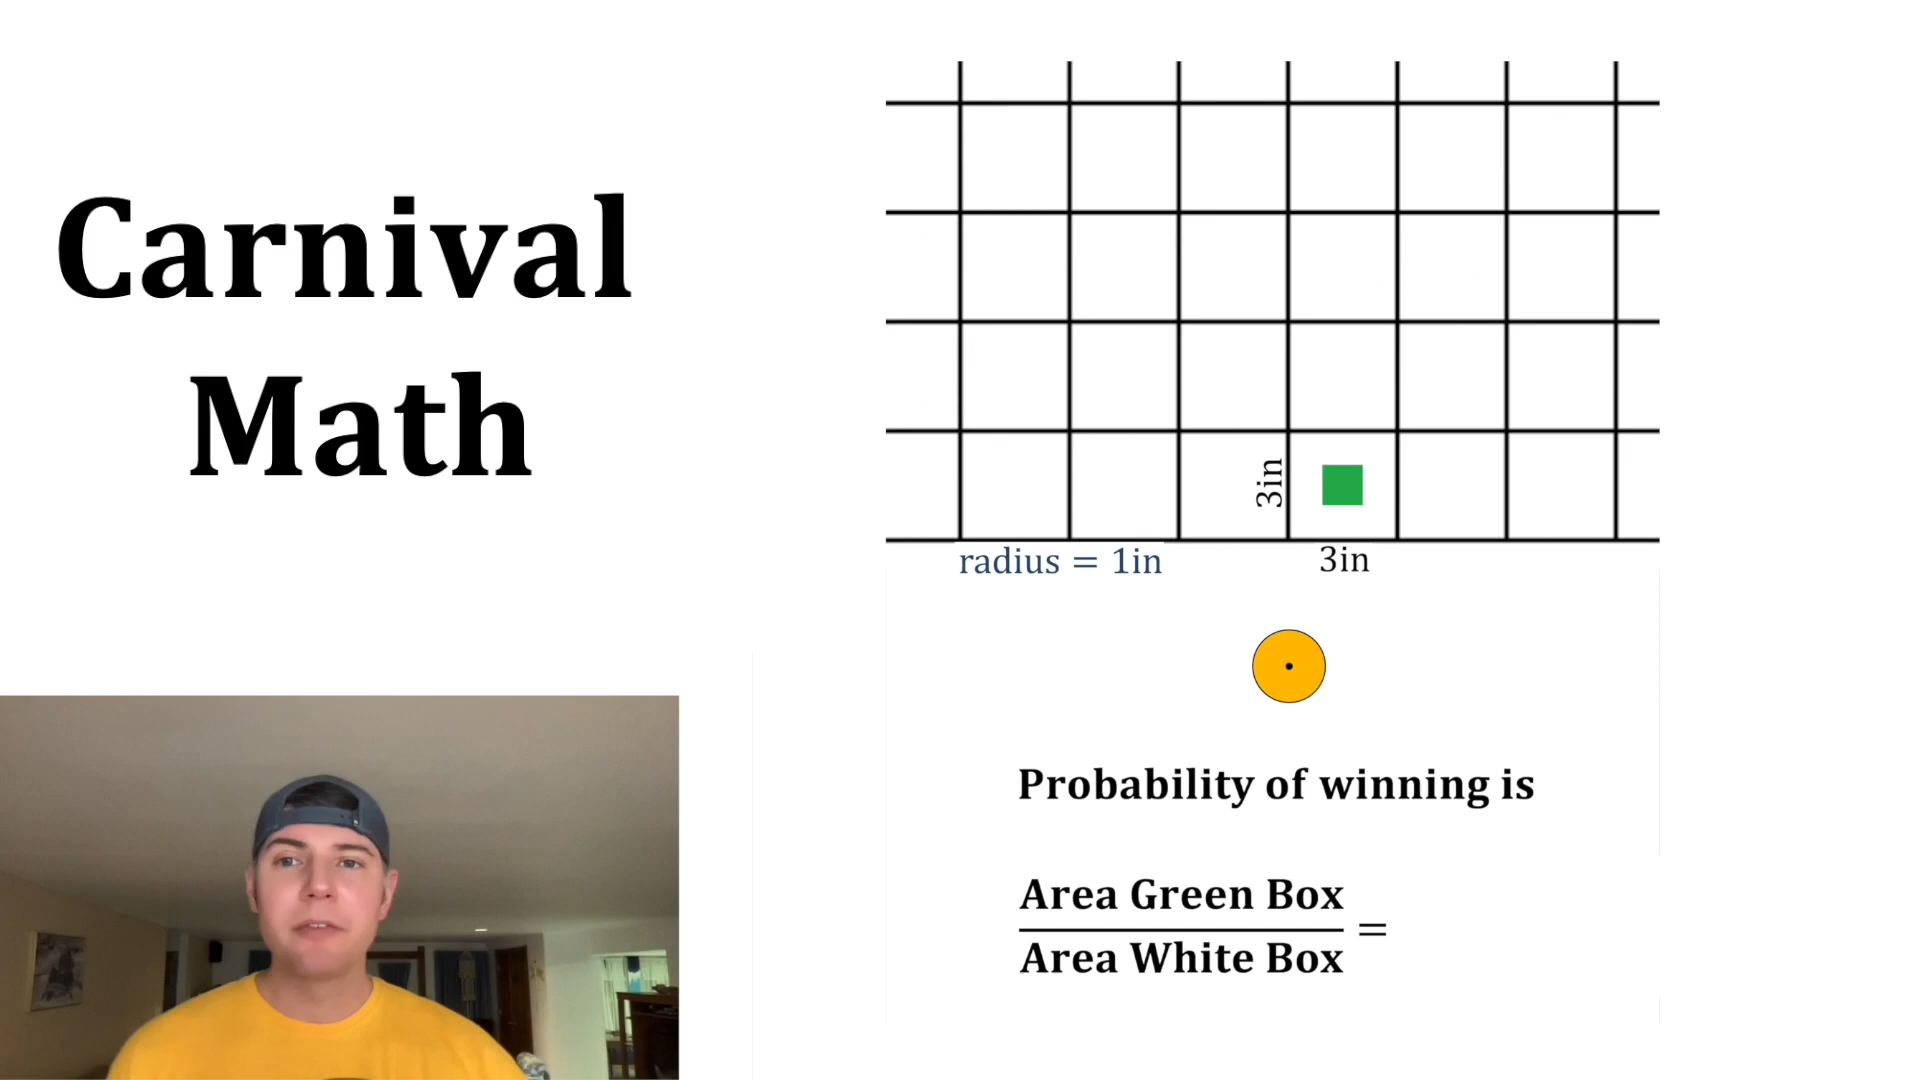 Carnival
Math
3in
radius = 1in
3in
Probability of winning is
Area Green Box
Area White Box
=